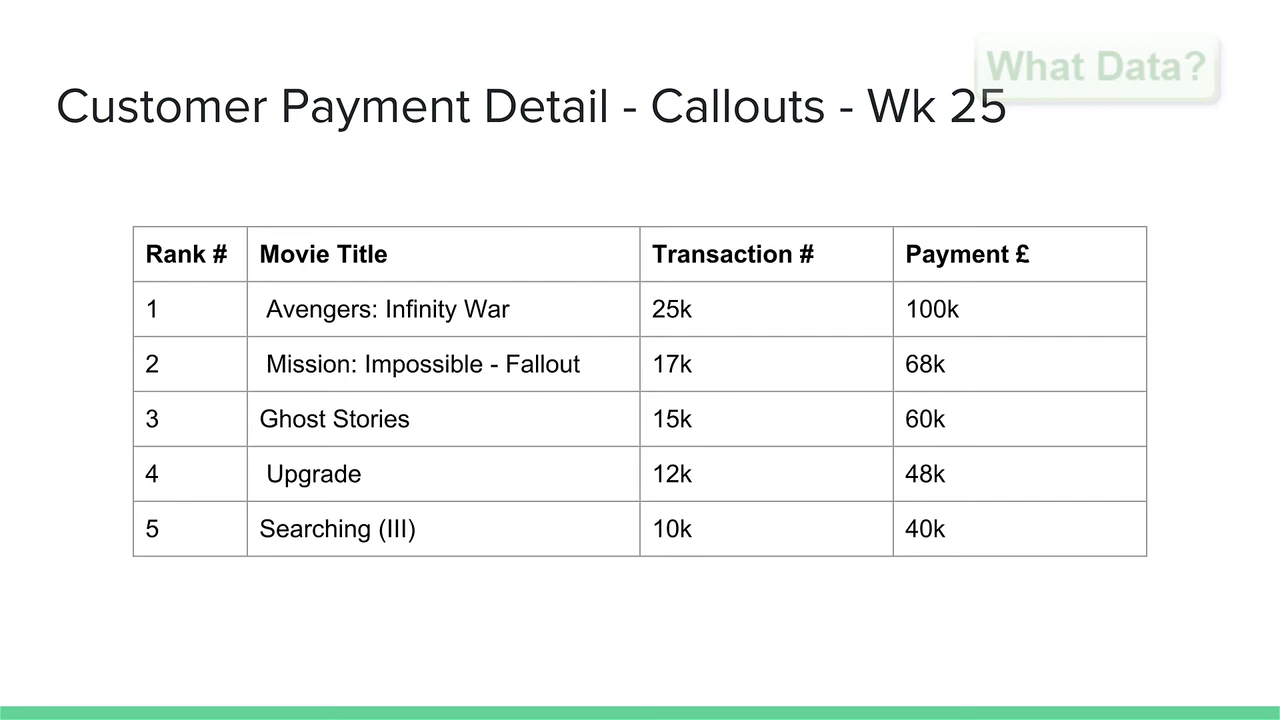 What Data?
Customer Payment Detail - Callouts - Wk 25
Rank # Movie Title Transaction # Payment £
1 Avengers: Infinity War 25k 100k
2 Mission: Impossible - Fallout 17k 68k
3 Ghost Stories 15k 60k
4 Upgrade 12k 48k
5 Searching (III) 10k 40k